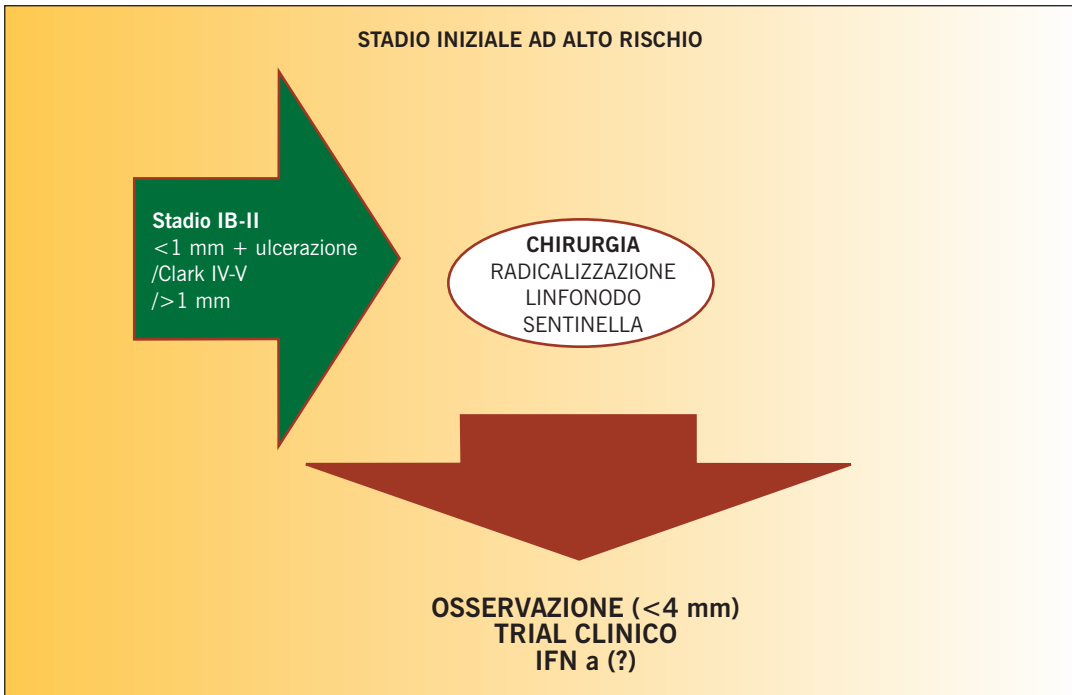 STADIO INIZIALE AD ALTO RISCHIO
Stadio IB-II
<1 mm + ulcerazione
/Clark IV-V
/>1 mm
CHIRURGIA
RADICALIZZAZIONE
LINFONODO
SENTINELLA
OSSERVAZIONE (<4 mm)
TRIAL CLINICO
IFN a (?)